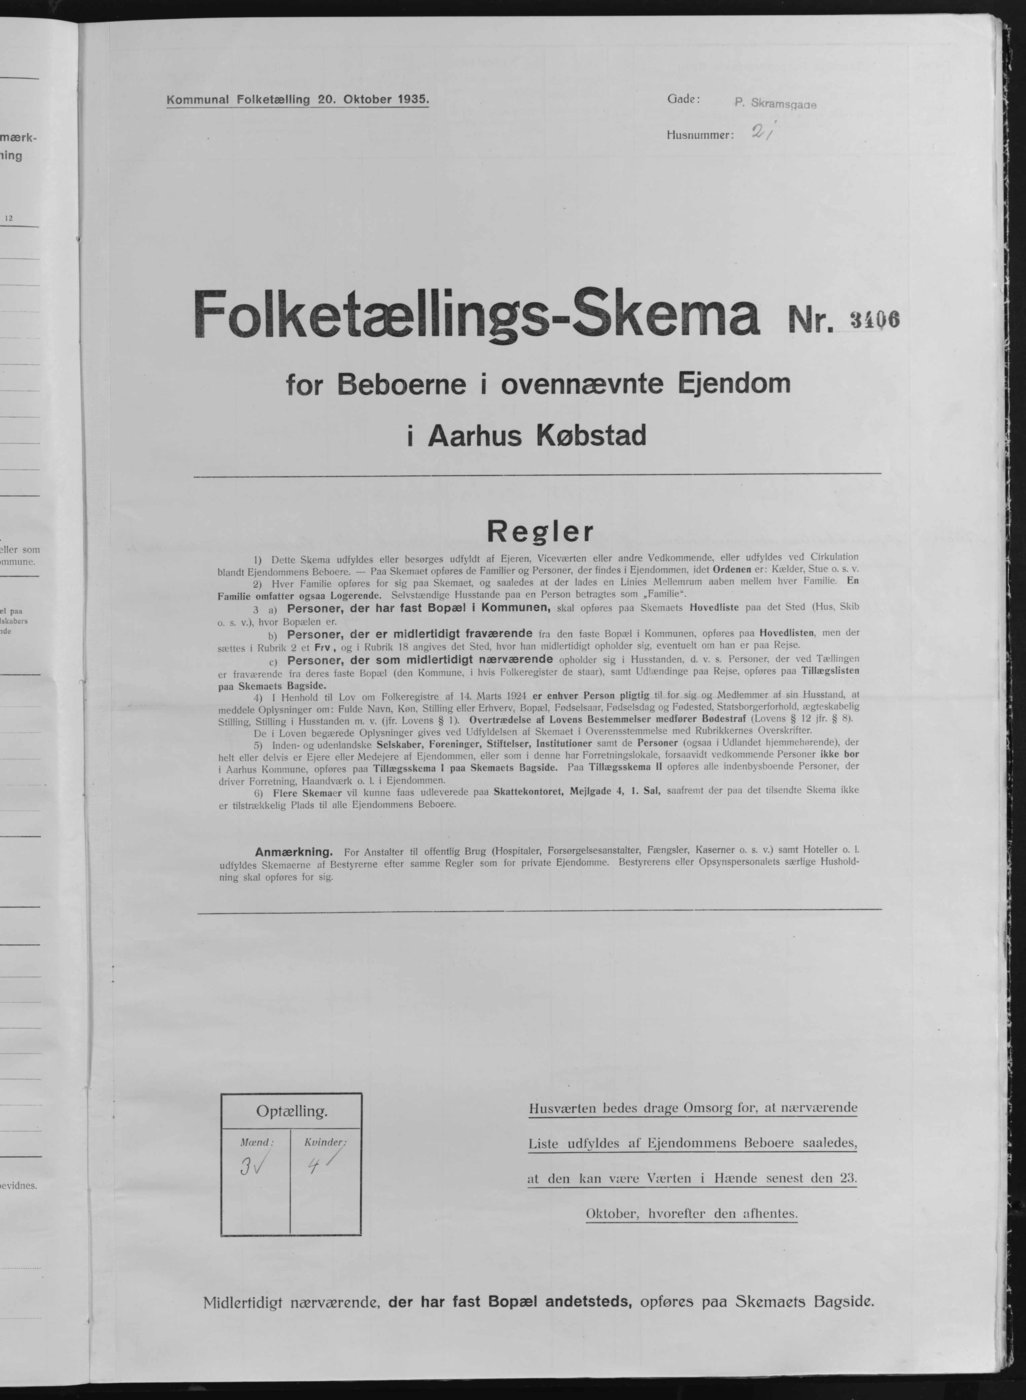 mærk-
ning
12
eller som
ommune.
el paa
lskabers
nde
evidnes.
Kommunal Folketælling 20. Oktober 1935.
Gade: P. Skramsgade
Husnummer: 21
Folketællings-Skema Nr. 3406
for Beboerne i ovennævnte Ejendom
i Aarhus Købstad
Regler
1) Dette Skema udfyldes eller besørges udfyldt af Ejeren, Viceværten eller andre Vedkommende, eller udfyldes ved Cirkulation
blandt Ejendommens Beboere. — Paa Skemaet opføres de Familier og Personer, der findes i Ejendommen, idet Ordenen er: Kælder, Stue o. s. v.
2) Hver Familie opføres for sig paa Skemaet, og saaledes at der lades en Linies Mellemrum aaben mellem hver Familie. En
Familie omfatter ogsaa Logerende. Selvstændige Husstande paa en Person betragtes som „Familie“.
3 a) Personer, der har fast Bopæl i Kommunen, skal opføres paa Skemaets Hovedliste paa det Sted (Hus, Skib
o. s. v.), hvor Bopælen er.
b) Personer, der er midlertidigt fraværende fra den faste Bopæl i Kommunen, opføres paa Hovedlisten, men der
sættes i Rubrik 2 et Frv., og i Rubrik 18 angives det Sted, hvor han midlertidigt opholder sig, eventuelt om han er paa Rejse.
c) Personer, der som midlertidigt nærværende opholder sig i Husstanden, d. v. s. Personer, der ved Tællingen
er fraværende fra deres faste Bopæl (den Kommune, i hvis Folkeregister de staar), samt Udlændinge paa Rejse, opføres paa Tillægslisten
paa Skemaets Bagside.
4) I Henhold til Lov om Folkeregistre af 14. Marts 1924 er enhver Person pligtig til for sig og Medlemmer af sin Husstand, at
meddele Oplysninger om: Fulde Navn, Køn, Stilling eller Erhverv, Bopæl, Fødselsaar, Fødselsdag og Fødested, Statsborgerforhold, ægteskabelig
Stilling, Stilling i Husstanden m. v. (jfr. Lovens § 1). Overtrædelse af Lovens Bestemmelser medfører Bødestraf (Lovens § 12 jfr. § 8).
De i Loven begærede Oplysninger gives ved Udfyldelsen af Skemaet i Overensstemmelse med Rubrikkernes Overskrifter.
5) Inden- og udenlandske Selskaber, Foreninger, Stiftelser, Institutioner samt de Personer (ogsaa i Udlandet hjemmehørende), der
helt eller delvis er Ejere eller Medejere af Ejendommen, eller som i denne har Forretningslokale, forsaavidt vedkommende Personer ikke bor
i Aarhus Kommune, opføres paa Tillægsskema I paa Skemaets Bagside. Paa Tillægsskema II opføres alle indenbysboende Personer, der
driver Forretning, Haandværk o. l. i Ejendommen.
6) Flere Skemaer vil kunne faas udleverede paa Skattekontoret, Mejlgade 4, 1. Sal, saafremt der paa det tilsendte Skema ikke
er tilstrækkelig Plads til alle Ejendommens Beboere.
Anmærkning. For Anstalter til offentlig Brug (Hospitaler, Forsørgelsesanstalter, Fængsler, Kaserner o. s. v.) samt Hoteller o. l.
udfyldes Skemaerne af Bestyrerne efter samme Regler som for private Ejendomme. Bestyrerens eller Opsynspersonalets særlige Hushold-
ning skal opføres for sig.
Optælling.
Mænd: Kvinder:
3✓ 4✓
Husværten bedes drage Omsorg for, at nærværende
Liste udfyldes af Ejendommens Beboere saaledes,
at den kan være Værten i Hænde senest den 23.
Oktober, hvorefter den afhentes.
Midlertidigt nærværende, der har fast Bopæl andetsteds, opføres paa Skemaets Bagside.